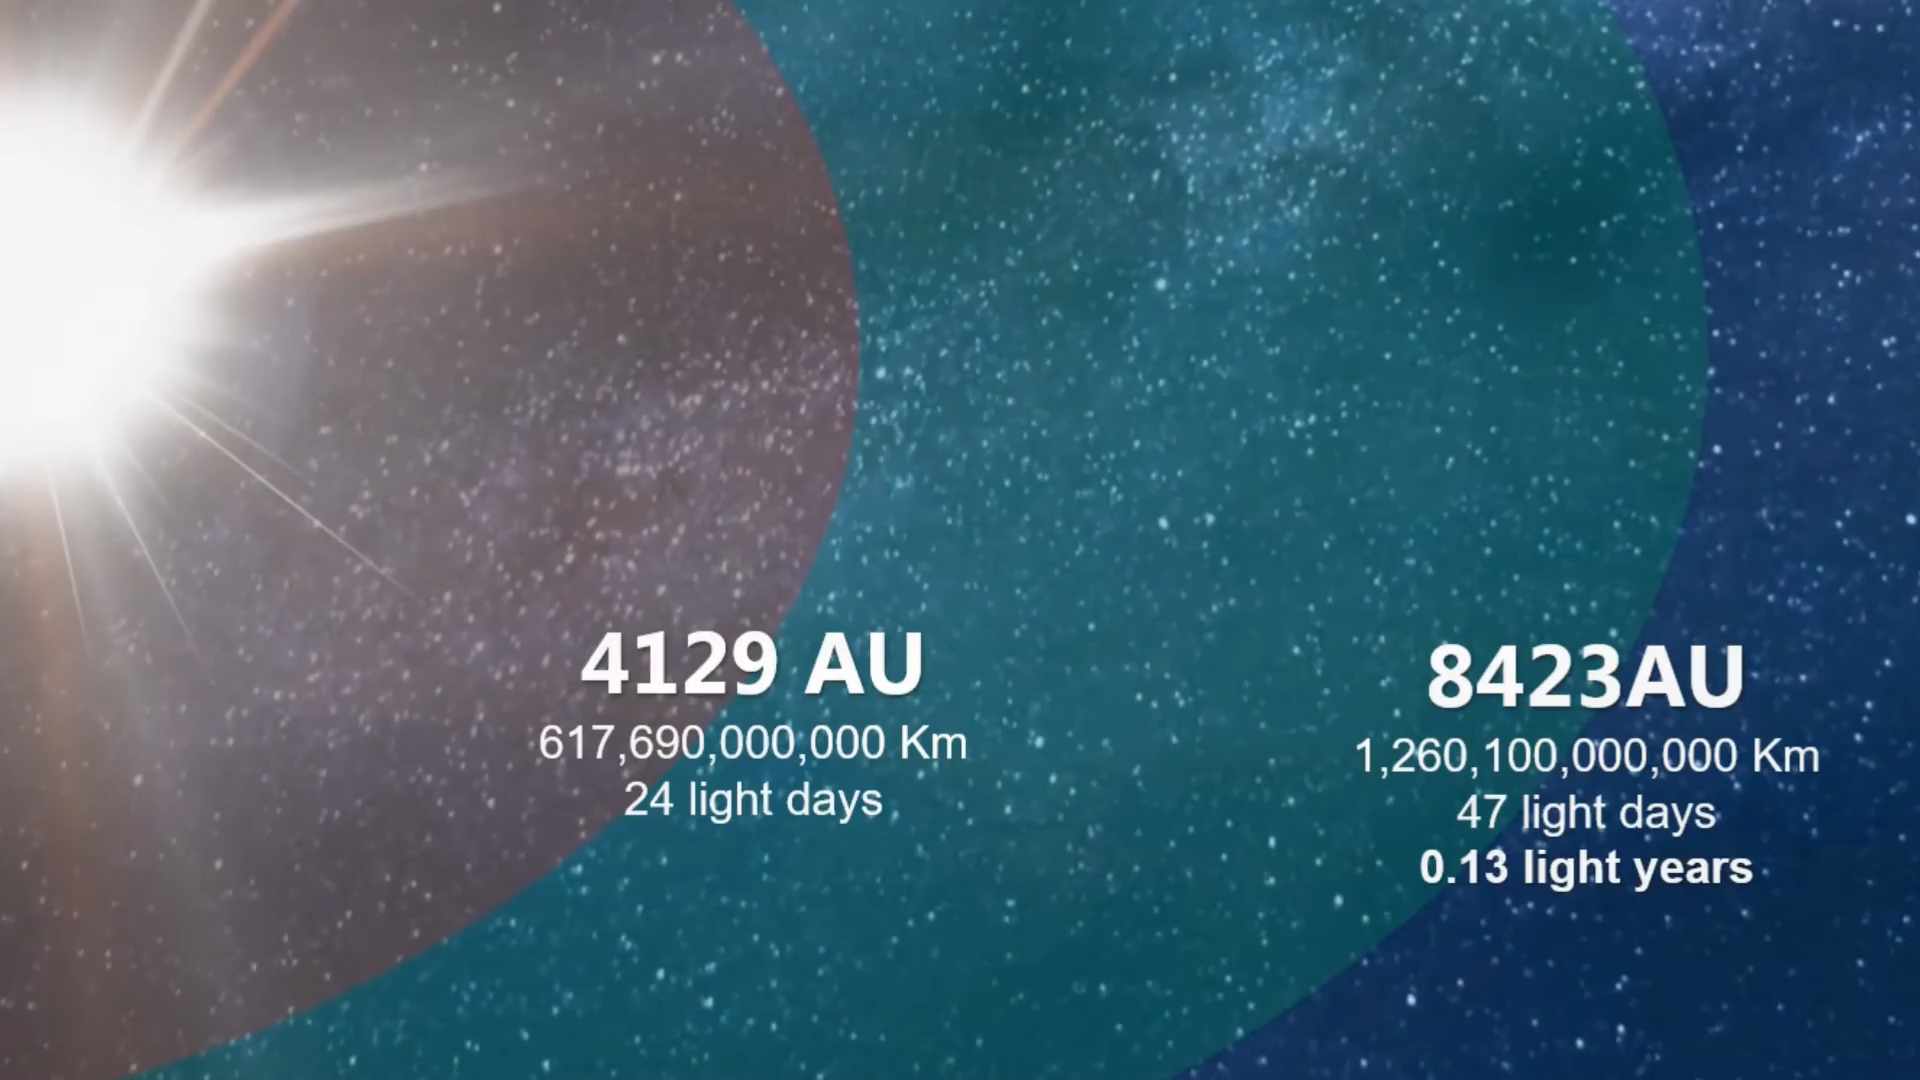 4129 AU
617,690,000,000 Km
24 light days
8423AU
1,260,100,000,000 Km
47 light days
0.13 light years